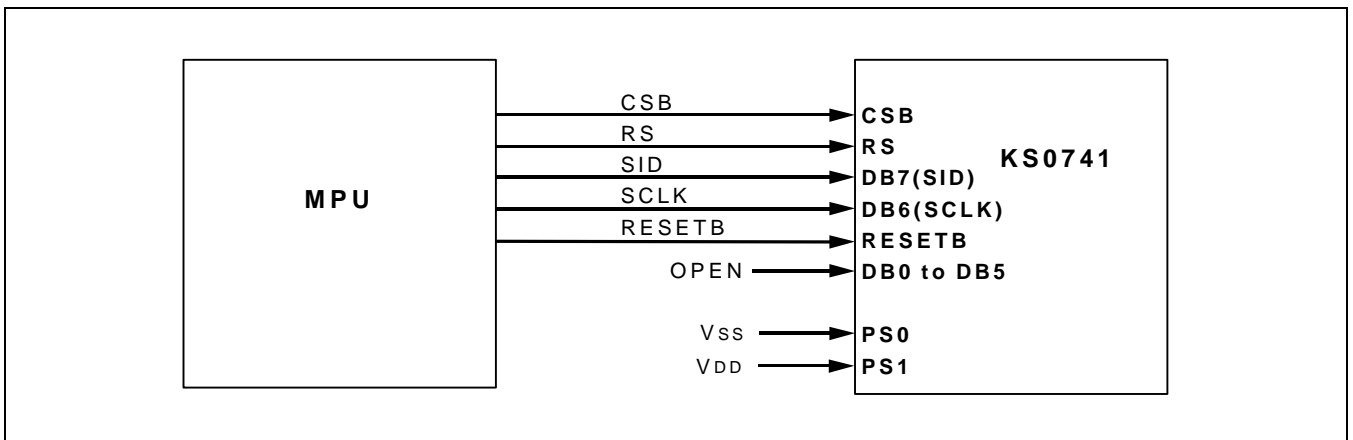 CSB
RS
SID
SCLK
RESETB
OPEN
VSS
VDD
MPU
CSB
RS
DB7(SID)
DB6(SCLK)
RESETB
DB0 to DB5
PS0
PS1
KS0741